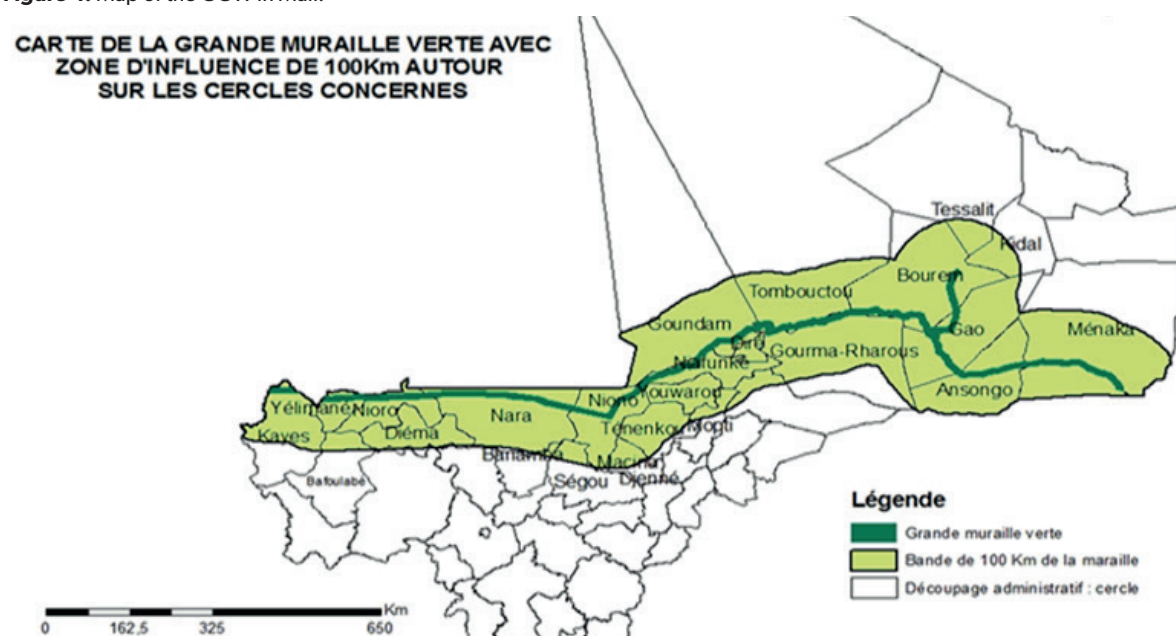 CARTE DE LA GRANDE MURAILLE VERTE AVEC
ZONE D'INFLUENCE DE 100Km AUTOUR
SUR LES CERCLES CONCERNES
Tessalit
Kidal
Bourem
Tombouctou
Goundam
Gao
Ménaka
Diré
Gourma-Rharous
Niafunké
Ansongo
Youwarou
Niono
Yélimané
Nioro
Nara
Kayes
Diéma
Ténenkou
Mopti
Banamba
Macina
Bafoulabé
Ségou
Djenné
Légende
Grande muraille verte
Bande de 100 Km de la maraille
Découpage administratif : cercle
Km
0 162,5 325 650